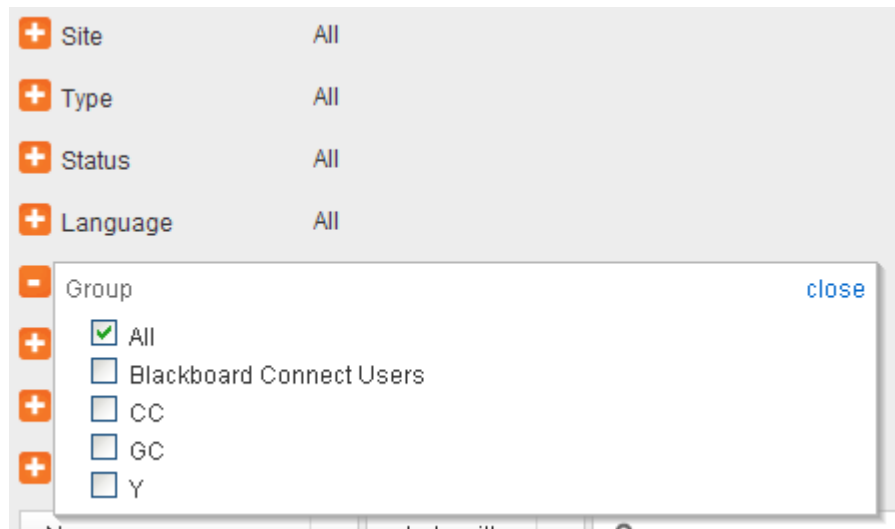 Site All
Type All
Status All
Language All
Group close
All
Blackboard Connect Users
CC
GC
Y